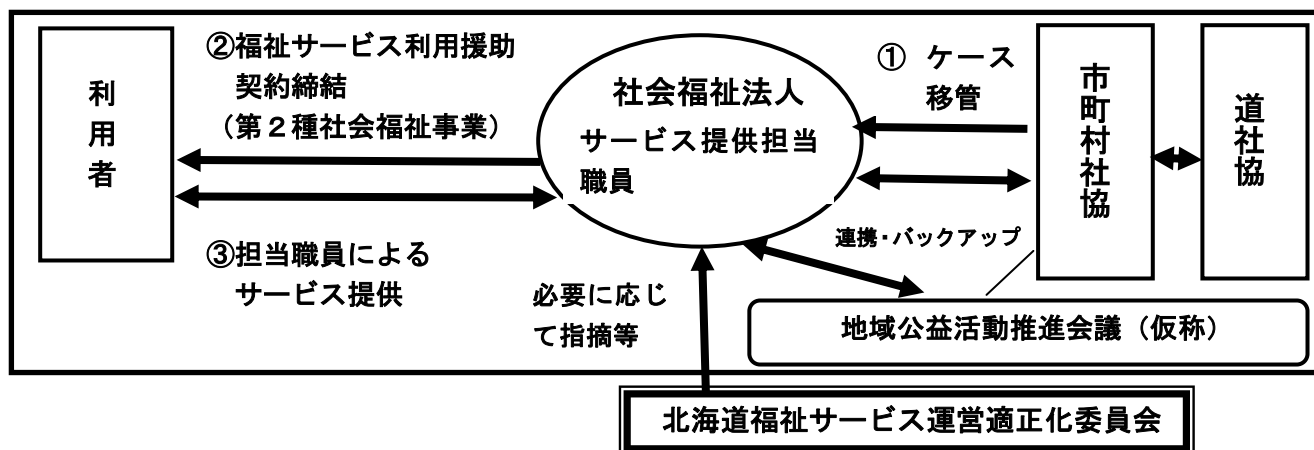 利用者
②福祉サービス利用援助
契約締結
（第２種社会福祉事業）
③担当職員による
サービス提供
社会福祉法人
サービス提供担当
職員
① ケース
移管
市町村社協
道社協
連携・バックアップ
必要に応じ
て指摘等
地域公益活動推進会議（仮称）
北海道福祉サービス運営適正化委員会